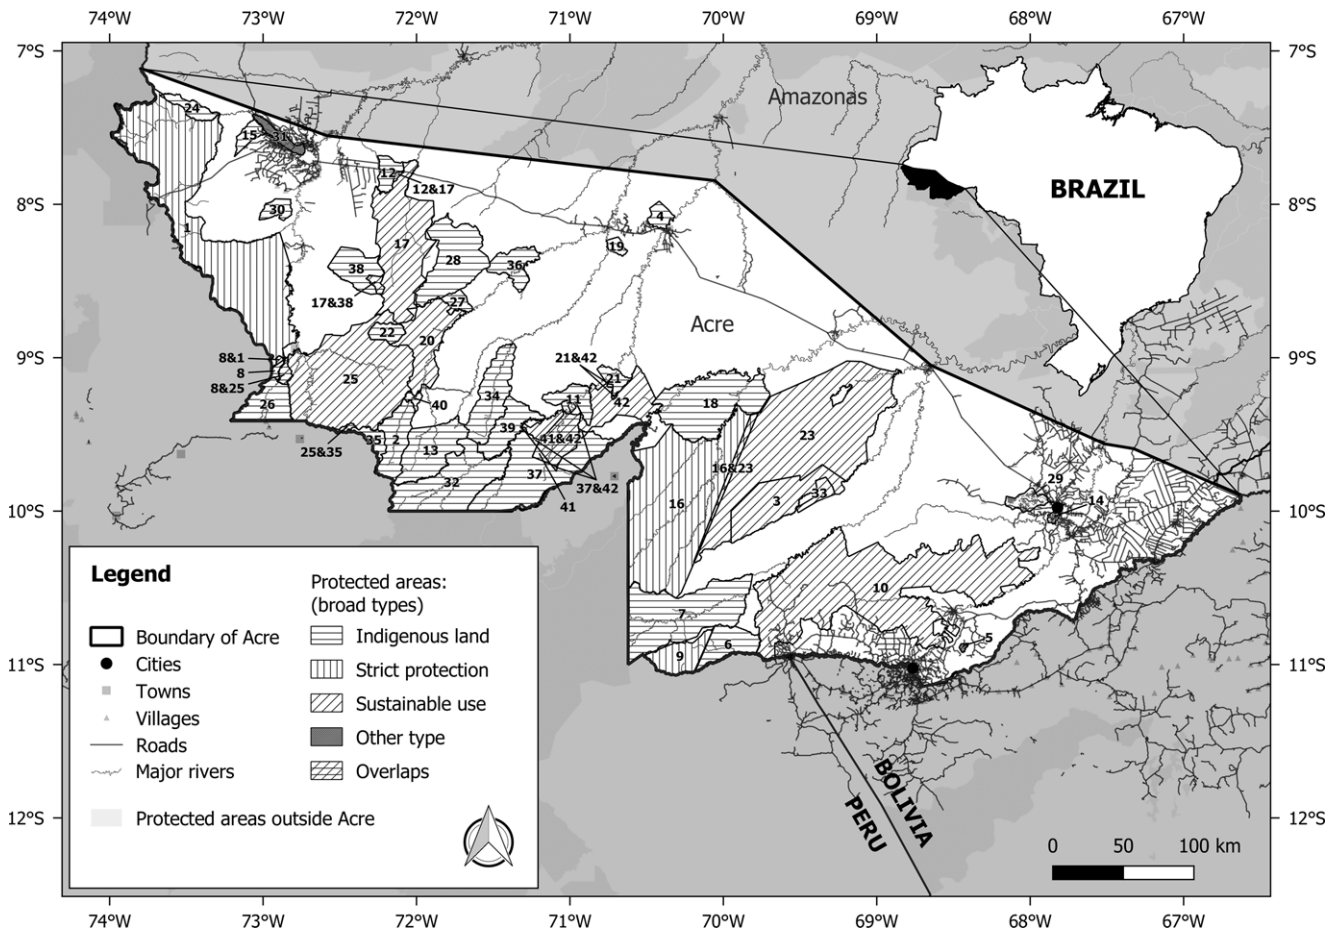 74°W 73°W 72°W 71°W 70°W 69°W 68°W 67°W
7°S 7°S
Amazonas
24
15 31
BRAZIL
12
12&17
8°S 30 4 8°S
1
17 19
28
38 36
17&38 27
22 Acre
20
8&1 21&42
9°S 8 9°S
21
8&25 25
26 40 34 11 42 18
39 23
35 2 41&42
25&35 13 16&23
37 29
32 37&42 16 3 33 14
10°S 41 10°S
Legend
Protected areas:
(broad types)
Boundary of Acre
Indigenous land
Cities
Strict protection
Towns
Sustainable use
Villages
Other type
Roads
Overlaps
Major rivers
Protected areas outside Acre
10
7
5
6
11°S 9 11°S
BOLIVIA
PERU
12°S 12°S
0 50 100 km
74°W 73°W 72°W 71°W 70°W 69°W 68°W 67°W